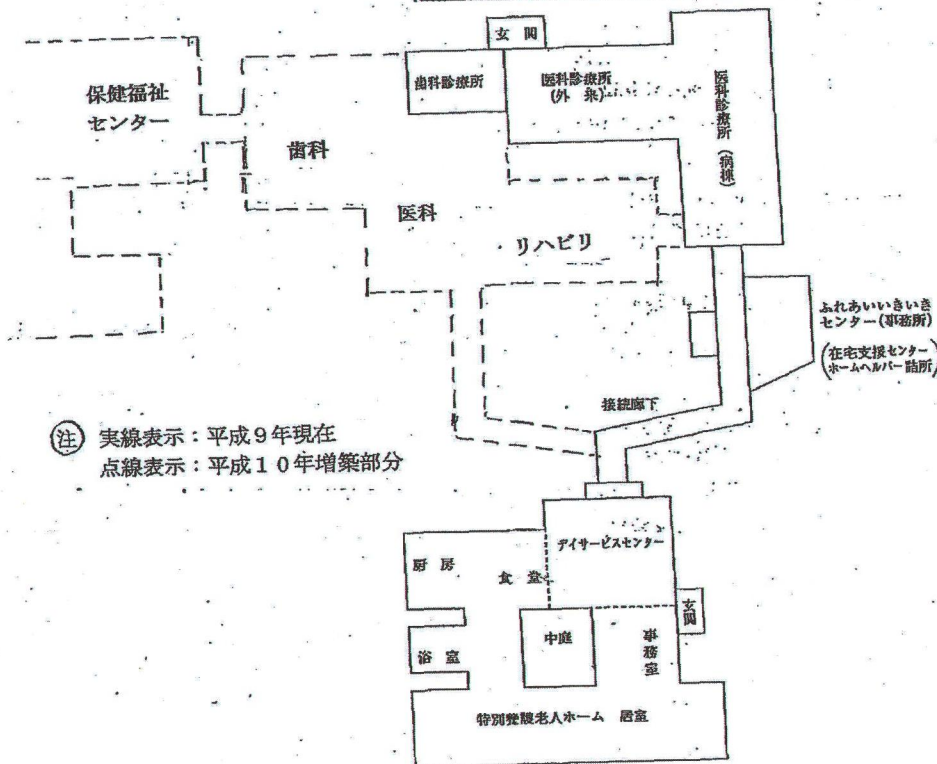 玄関
歯科診療所
医科診療所
(外来)
医科診療所(病棟)
保健福祉
センター
歯科
医科
リハビリ
ふれあいいきいき
センター(事務所)
(在宅支援センター
ホームヘルパー詰所)
接続廊下
注 実線表示:平成9年現在
点線表示:平成10年増築部分
デイサービスセンター
厨房
食堂
玄関
中庭
事務室
浴室
特別養護老人ホーム 居室